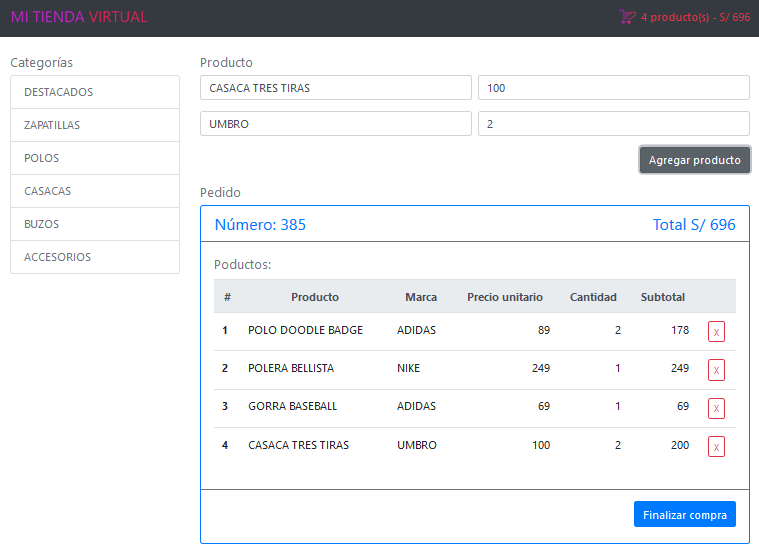 MI TIENDA VIRTUAL
4 producto(s) - S/ 696
Categorías
DESTACADOS
ZAPATILLAS
POLOS
CASACAS
BUZOS
ACCESORIOS
Producto
CASACA TRES TIRAS 100
UMBRO 2
Agregar producto
Pedido
Número: 385 Total S/ 696
Poductos:
# Producto Marca Precio unitario Cantidad Subtotal
1 POLO DOODLE BADGE ADIDAS 89 2 178 X
2 POLERA BELLISTA NIKE 249 1 249 X
3 GORRA BASEBALL ADIDAS 69 1 69 X
4 CASACA TRES TIRAS UMBRO 100 2 200 X
Finalizar compra